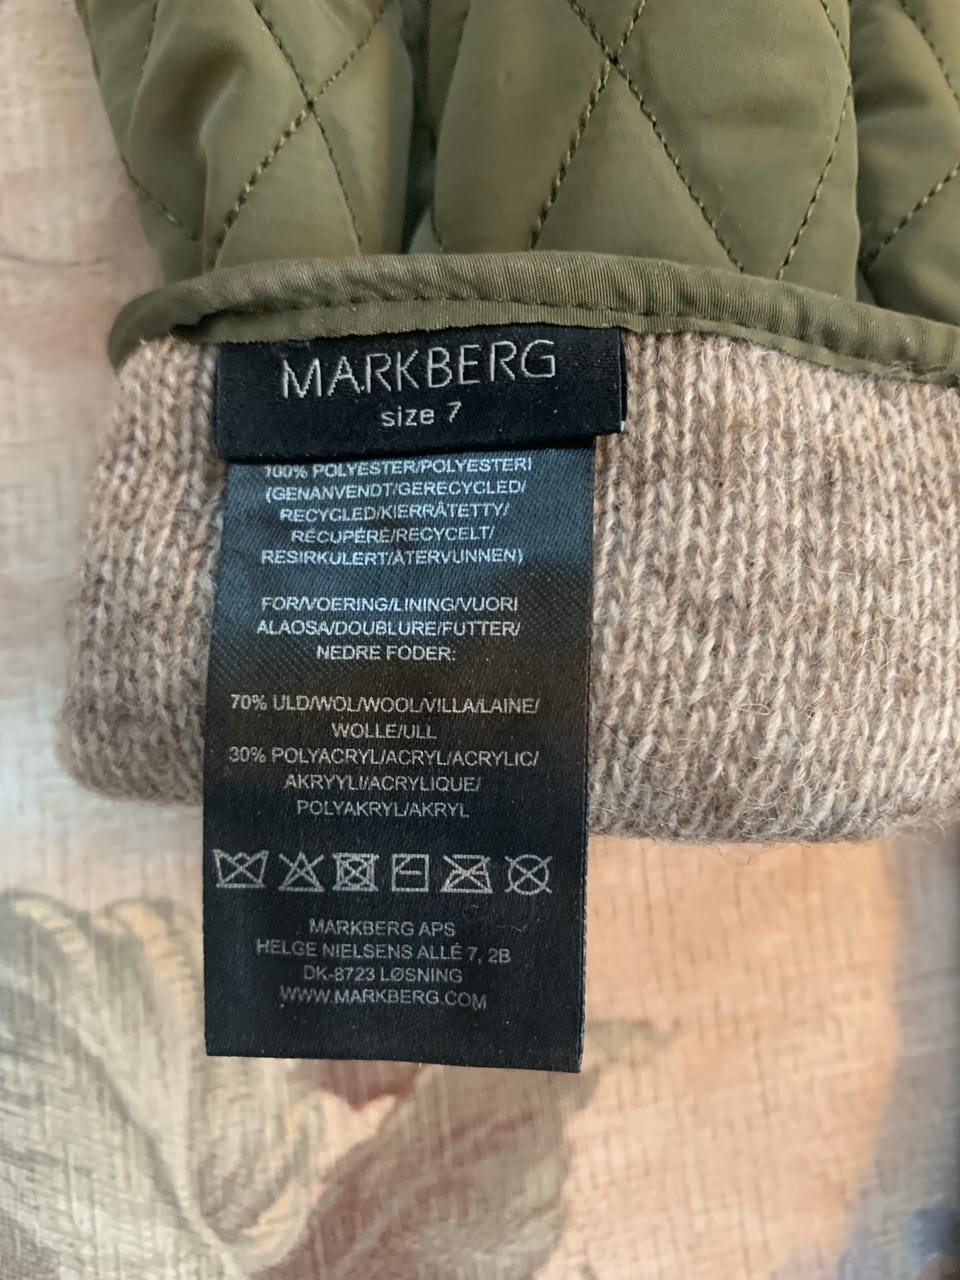 MARKBERG
size 7
100% POLYESTER/POLYESTERI
(GENANVENDT/GERECYCLED/
RECYCLED/KIERRÄTETTY/
RÉCUPÉRÉ/RECYCELT/
RESIRKULERT/ÅTERVUNNEN)
FOR/VOERING/LINING/VUORI
ALAOSA/DOUBLURE/FUTTER/
NEDRE FODER:
70% ULD/WOL/WOOL/VILLA/LAINE/
WOLLE/ULL
30% POLYACRYL/ACRYL/ACRYLIC/
AKRYYLI/ACRYLIQUE/
POLYAKRYL/AKRYL
MARKBERG APS
HELGE NIELSENS ALLÉ 7, 2B
DK-8723 LØSNING
WWW.MARKBERG.COM